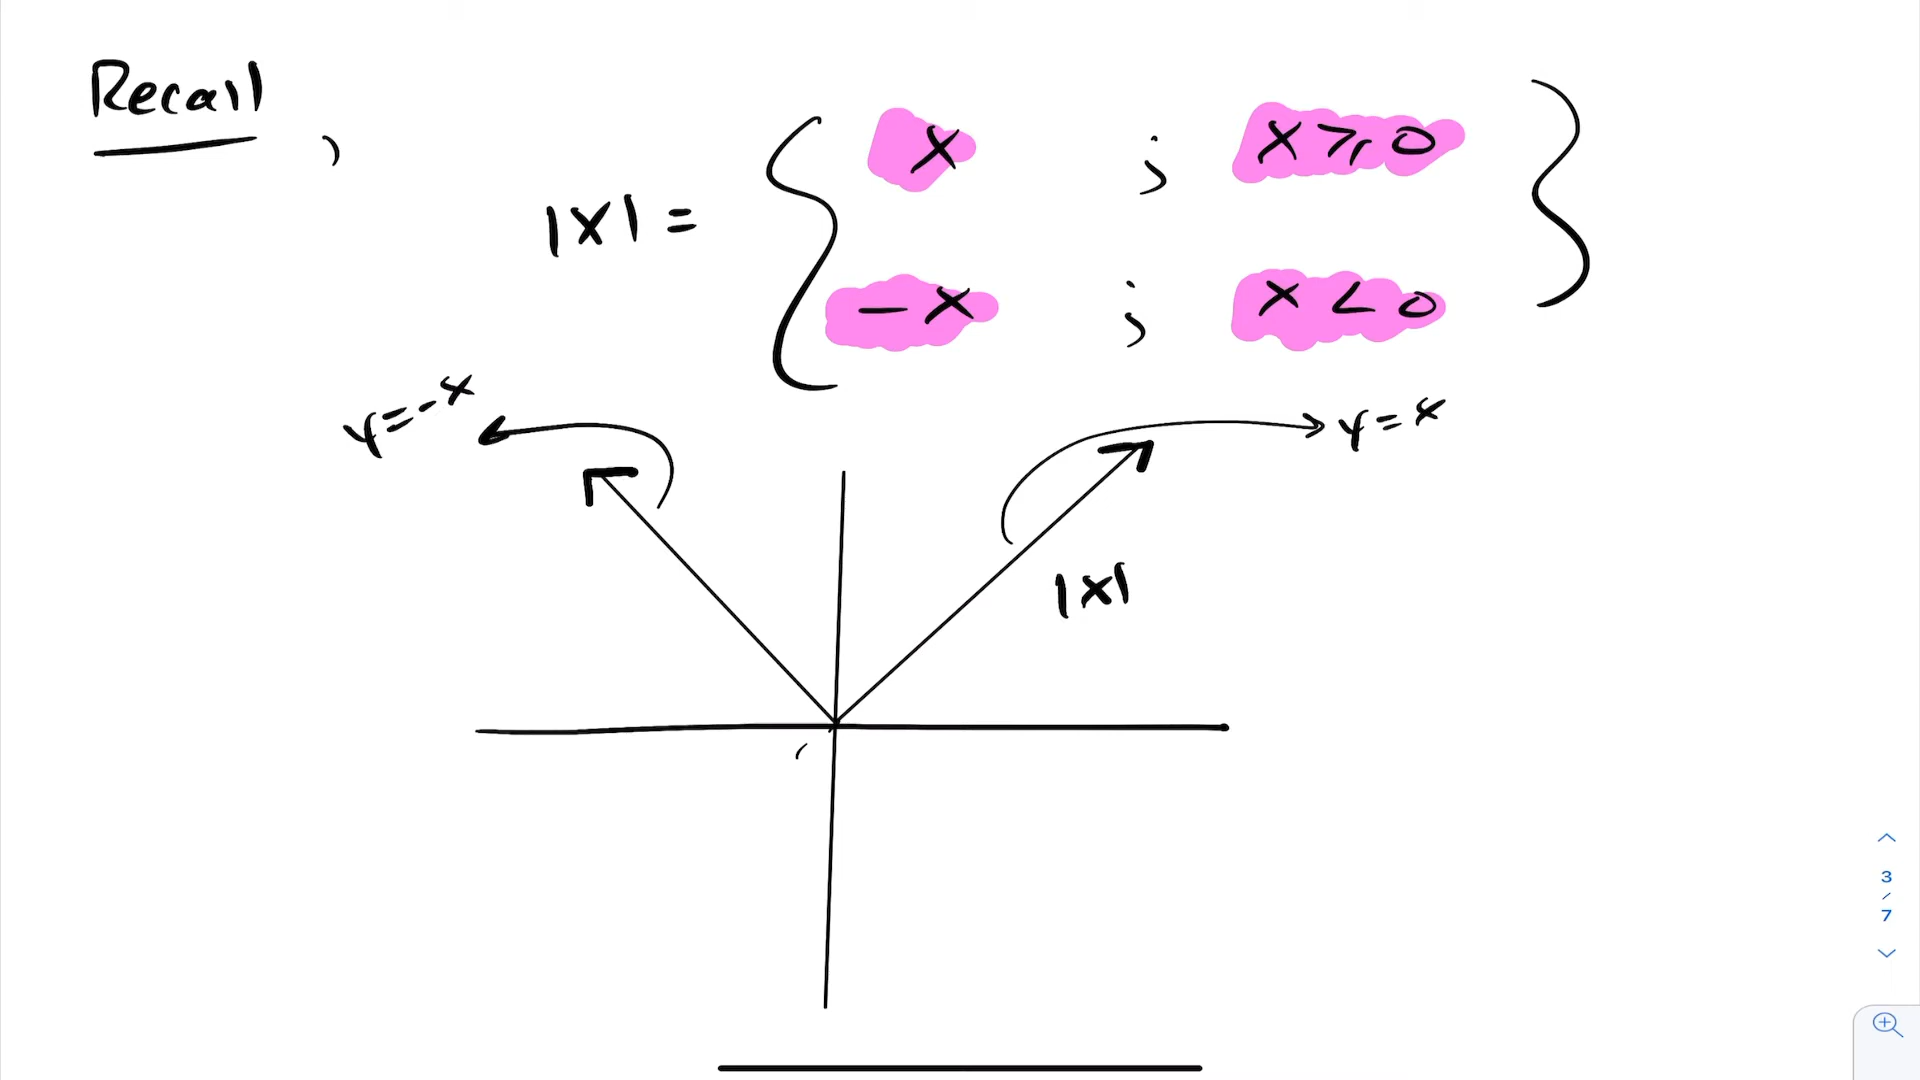 Recall,
x ; x ⩾ 0
|x| =
-x ; x < 0
y=-x
y=x
|x|
3
/
7